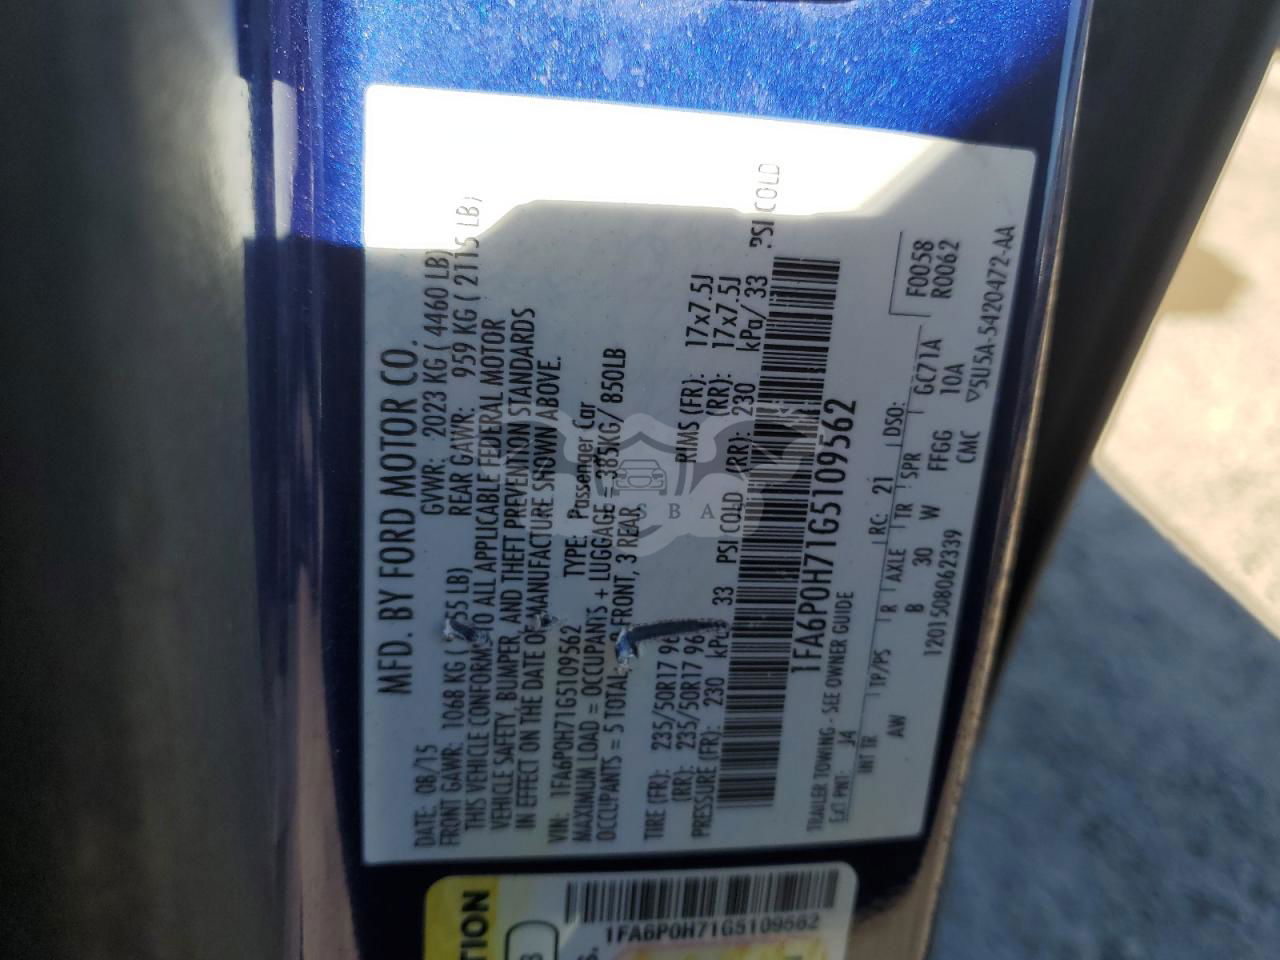 MFD. BY FORD MOTOR CO.
DATE: 08/15 GVWR: 2023 KG ( 4460 LB)
FRONT GAWR: 1068 KG ( 55 LB) REAR GAWR: 959 KG ( 2115 LB)
THIS VEHICLE CONFORMS TO ALL APPLICABLE FEDERAL MOTOR
VEHICLE SAFETY, BUMPER, AND THEFT PREVENTION STANDARDS
IN EFFECT ON THE DATE OF MANUFACTURE SHOWN ABOVE.
VIN: 1FA6P0H71G5109562 TYPE: Passenger Car
MAXIMUM LOAD = OCCUPANTS + LUGGAGE = 385KG/ 850LB
OCCUPANTS = 5 TOTAL: 2 FRONT, 3 REAR
TIRE (FR): 235/50R17 96 RIMS (FR): 17x7.5J
(RR): 235/50R17 96 (RR): 17x7.5J
PRESSURE (FR): 230 kPa/ 33 PSI COLD (RR): 230 kPa/ 33 PSI COLD
1FA6P0H71G5109562
TRAILER TOWING - SEE OWNER GUIDE
EXT PNT: J4 RC: 21 DSO: F0058
R0062
INT TR TP/PS R AXLE TR SPR GC71A
AW B 30 W FFGG 10A
1201508062339 CMC 5U5A-5420472-AA
TION
1FA6P0H71G5109562
SBA